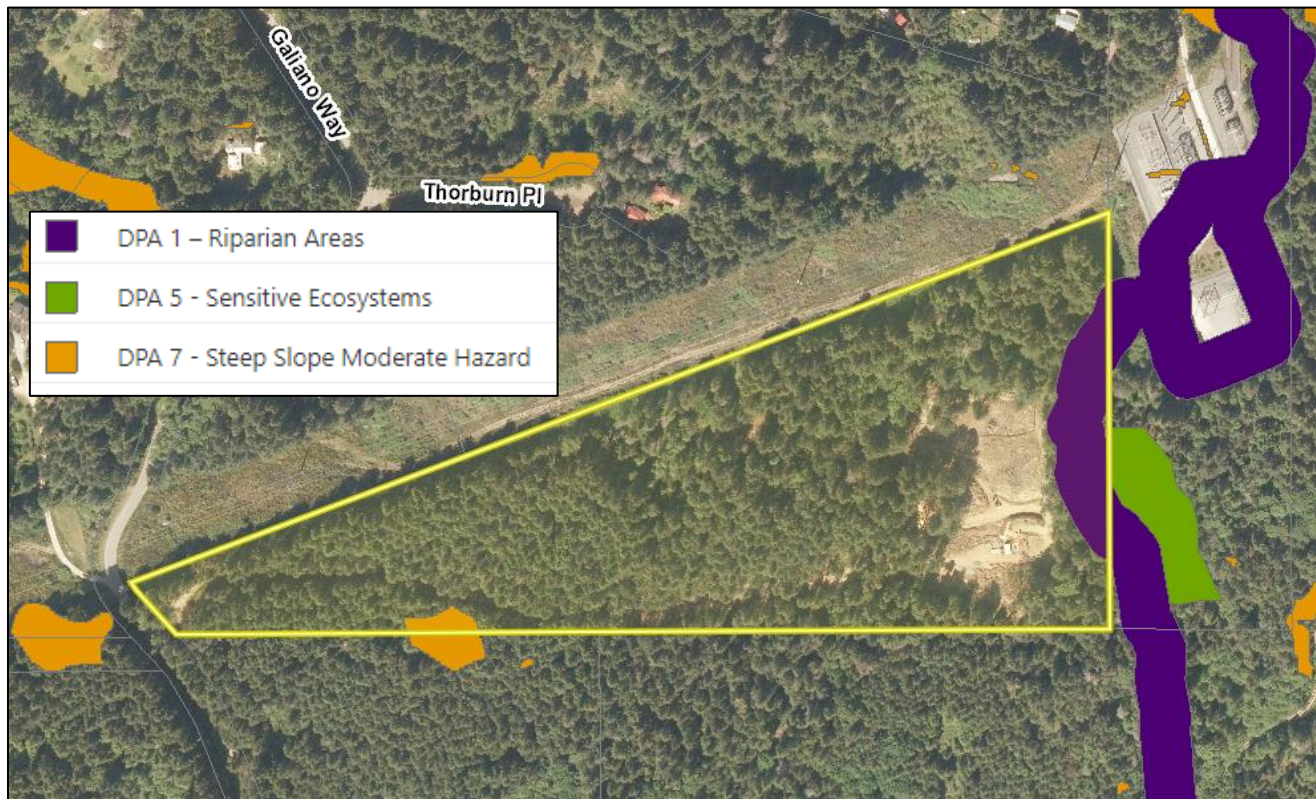 Galiano Way
Thorburn Pl
DPA 1 – Riparian Areas
DPA 5 - Sensitive Ecosystems
DPA 7 - Steep Slope Moderate Hazard